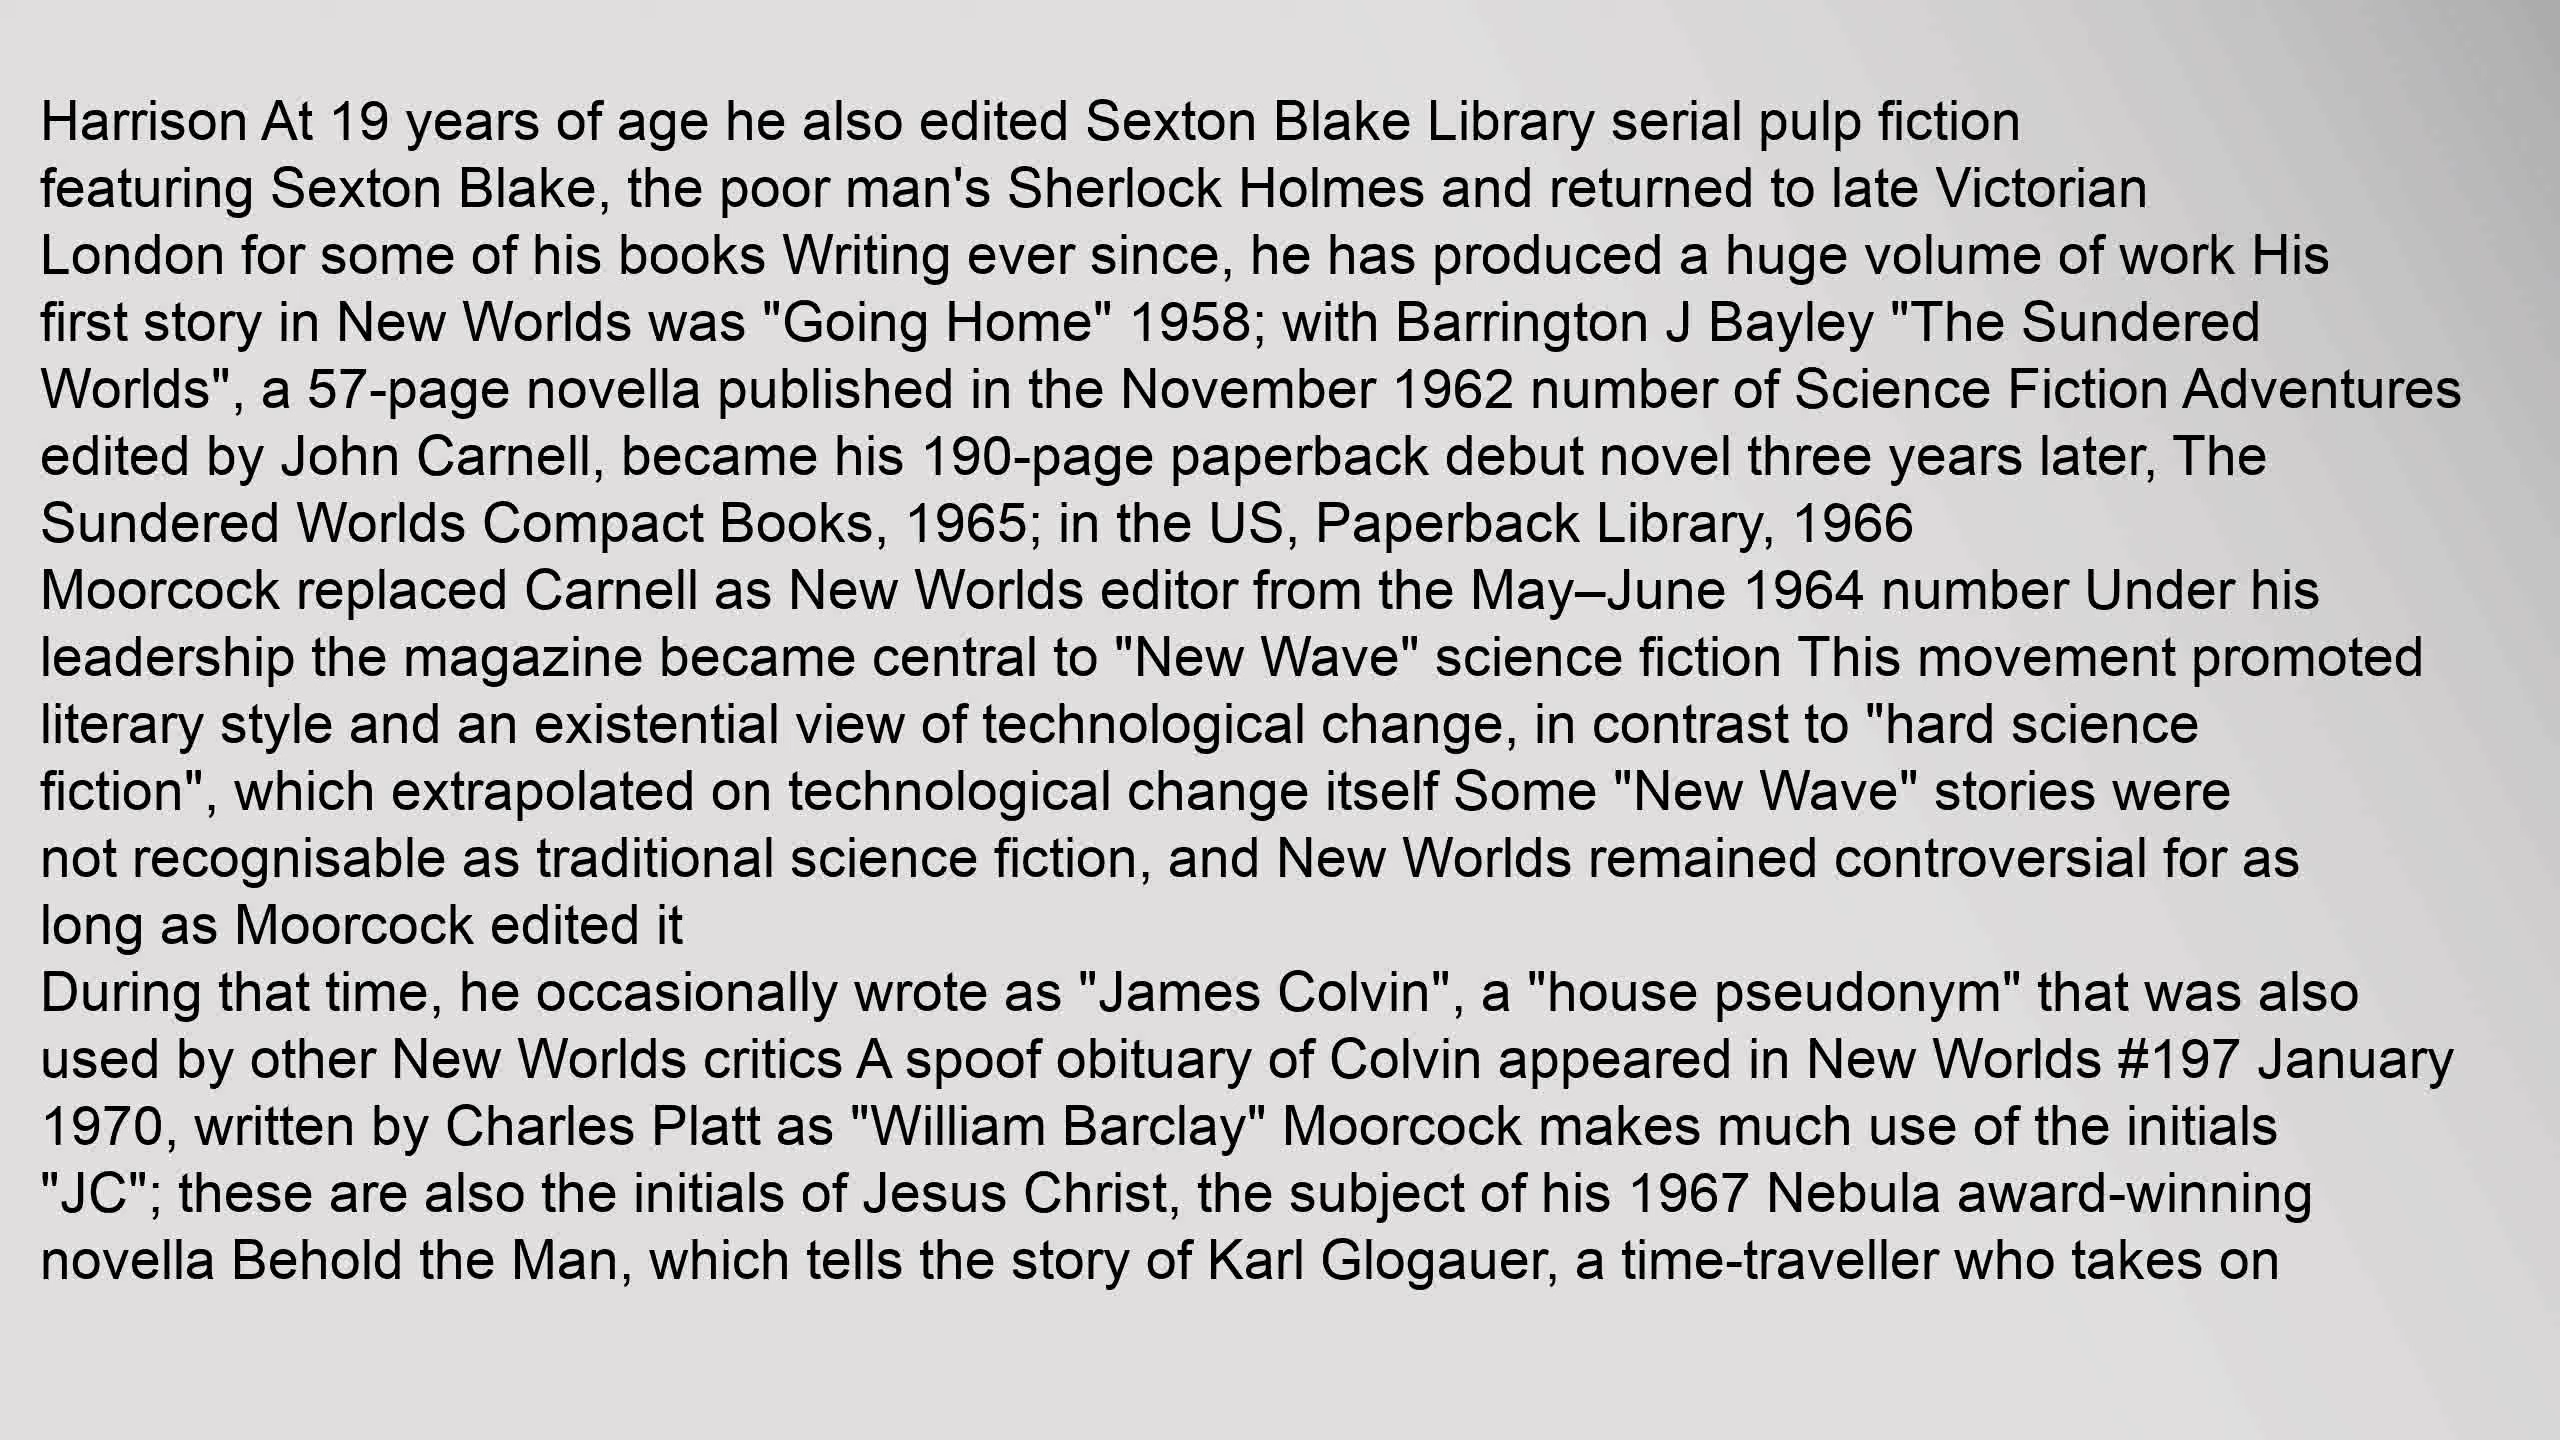 Harrison At 19 years of age he also edited Sexton Blake Library serial pulp fiction
featuring Sexton Blake, the poor man's Sherlock Holmes and returned to late Victorian
London for some of his books Writing ever since, he has produced a huge volume of work His
first story in New Worlds was "Going Home" 1958; with Barrington J Bayley "The Sundered
Worlds", a 57-page novella published in the November 1962 number of Science Fiction Adventures
edited by John Carnell, became his 190-page paperback debut novel three years later, The
Sundered Worlds Compact Books, 1965; in the US, Paperback Library, 1966
Moorcock replaced Carnell as New Worlds editor from the May–June 1964 number Under his
leadership the magazine became central to "New Wave" science fiction This movement promoted
literary style and an existential view of technological change, in contrast to "hard science
fiction", which extrapolated on technological change itself Some "New Wave" stories were
not recognisable as traditional science fiction, and New Worlds remained controversial for as
long as Moorcock edited it
During that time, he occasionally wrote as "James Colvin", a "house pseudonym" that was also
used by other New Worlds critics A spoof obituary of Colvin appeared in New Worlds #197 January
1970, written by Charles Platt as "William Barclay" Moorcock makes much use of the initials
"JC"; these are also the initials of Jesus Christ, the subject of his 1967 Nebula award-winning
novella Behold the Man, which tells the story of Karl Glogauer, a time-traveller who takes on